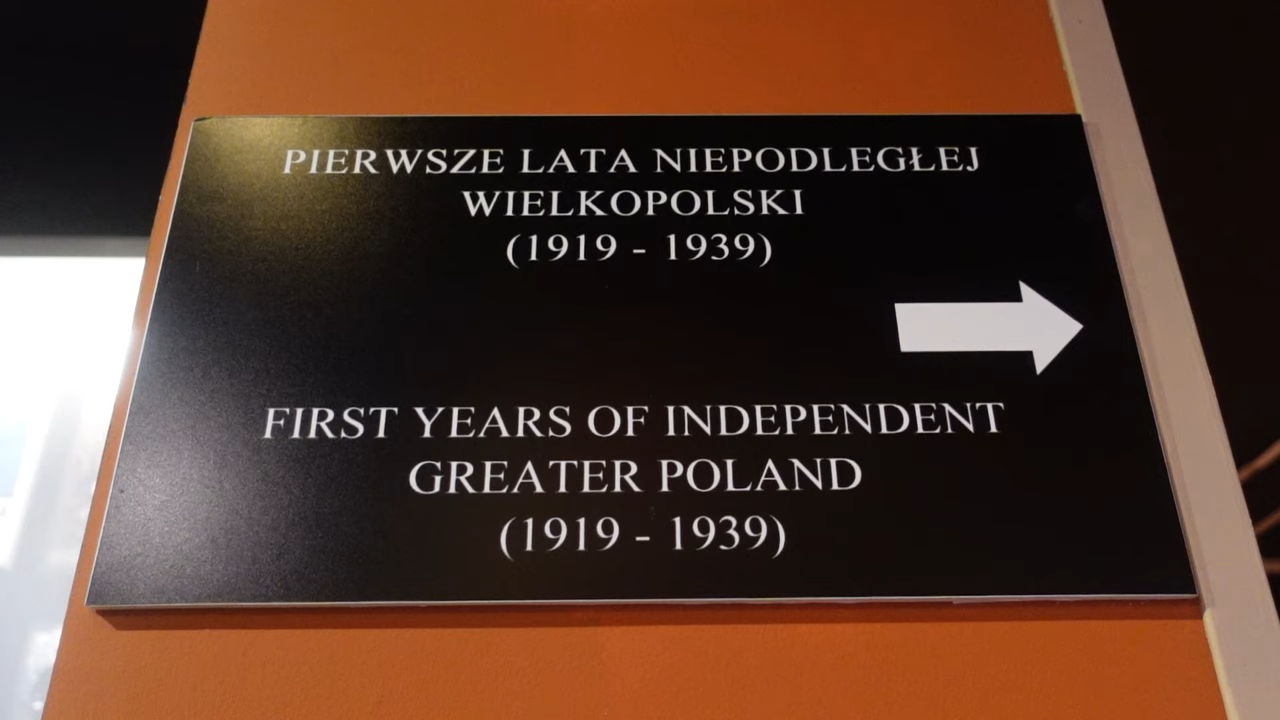 PIERWSZE LATA NIEPODLEGŁEJ
WIELKOPOLSKI
(1919 - 1939)
FIRST YEARS OF INDEPENDENT
GREATER POLAND
(1919 - 1939)